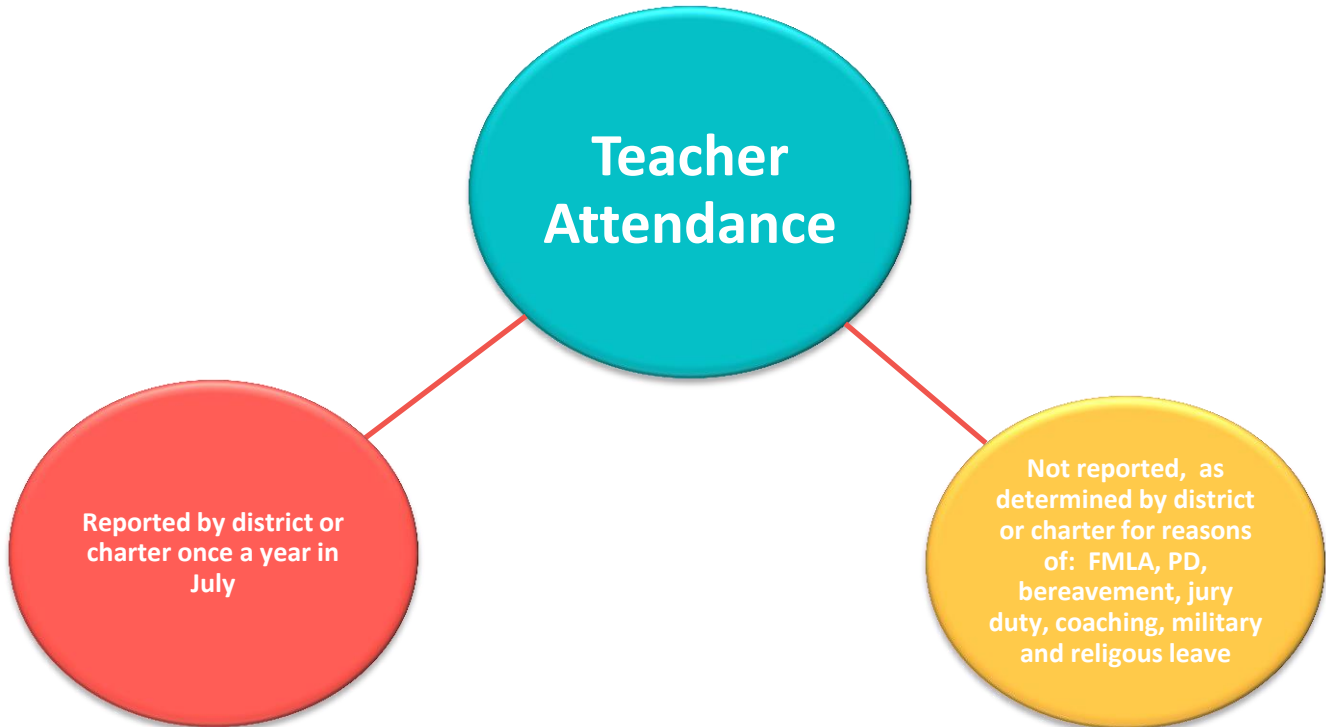 Teacher
Attendance
Reported by district or
charter once a year in
July
Not reported,  as
determined by district
or charter for reasons
of:  FMLA, PD,
bereavement, jury
duty, coaching, military
and religous leave